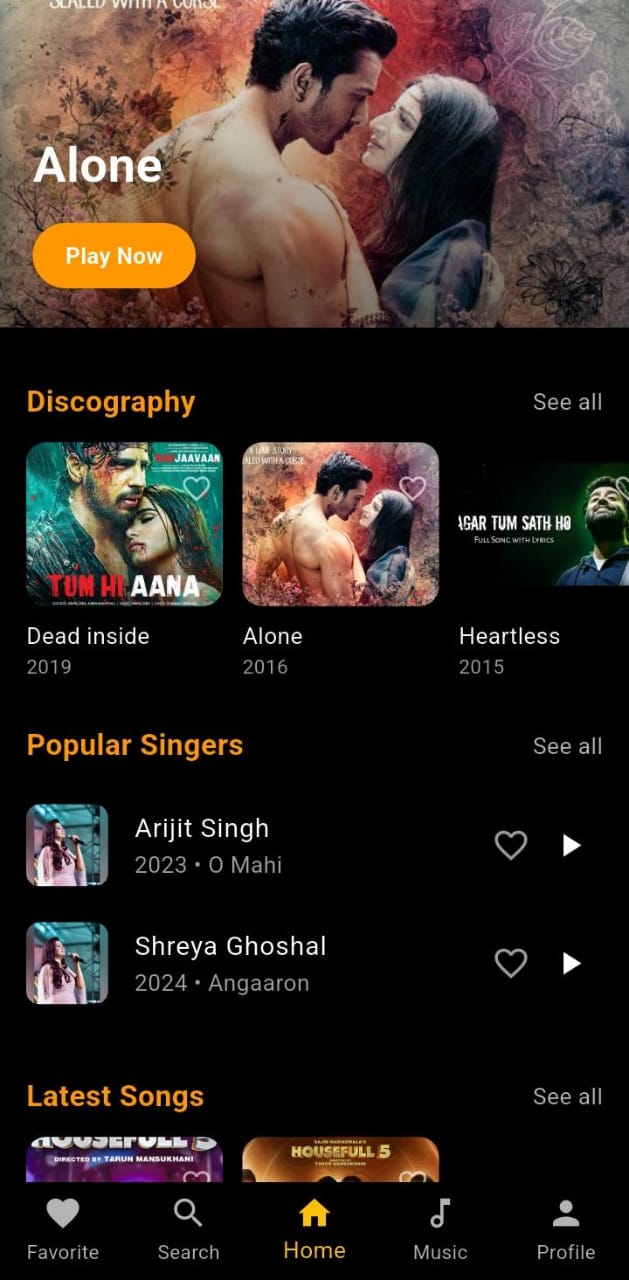 SEALED WITH A CURSE
Alone
Play Now
Discography
See all
JAAVAAN
TUM HI AANA
A LOVE STORY
EALED WITH A CURSE.
AGAR TUM SATH HO
FULL SONG WITH LYRICS
Dead inside
2019
Alone
2016
Heartless
2015
Popular Singers
See all
Arijit Singh
2023 • O Mahi
Shreya Ghoshal
2024 • Angaaron
Latest Songs
See all
HOUSEFULL 5
DIRECTED BY TARUN MANSUKHANI
SAJID NADIADWALA'S
HOUSEFULL 5
DIRECTED BY
TARUN MANSUKHANI
Favorite
Search
Home
Music
Profile